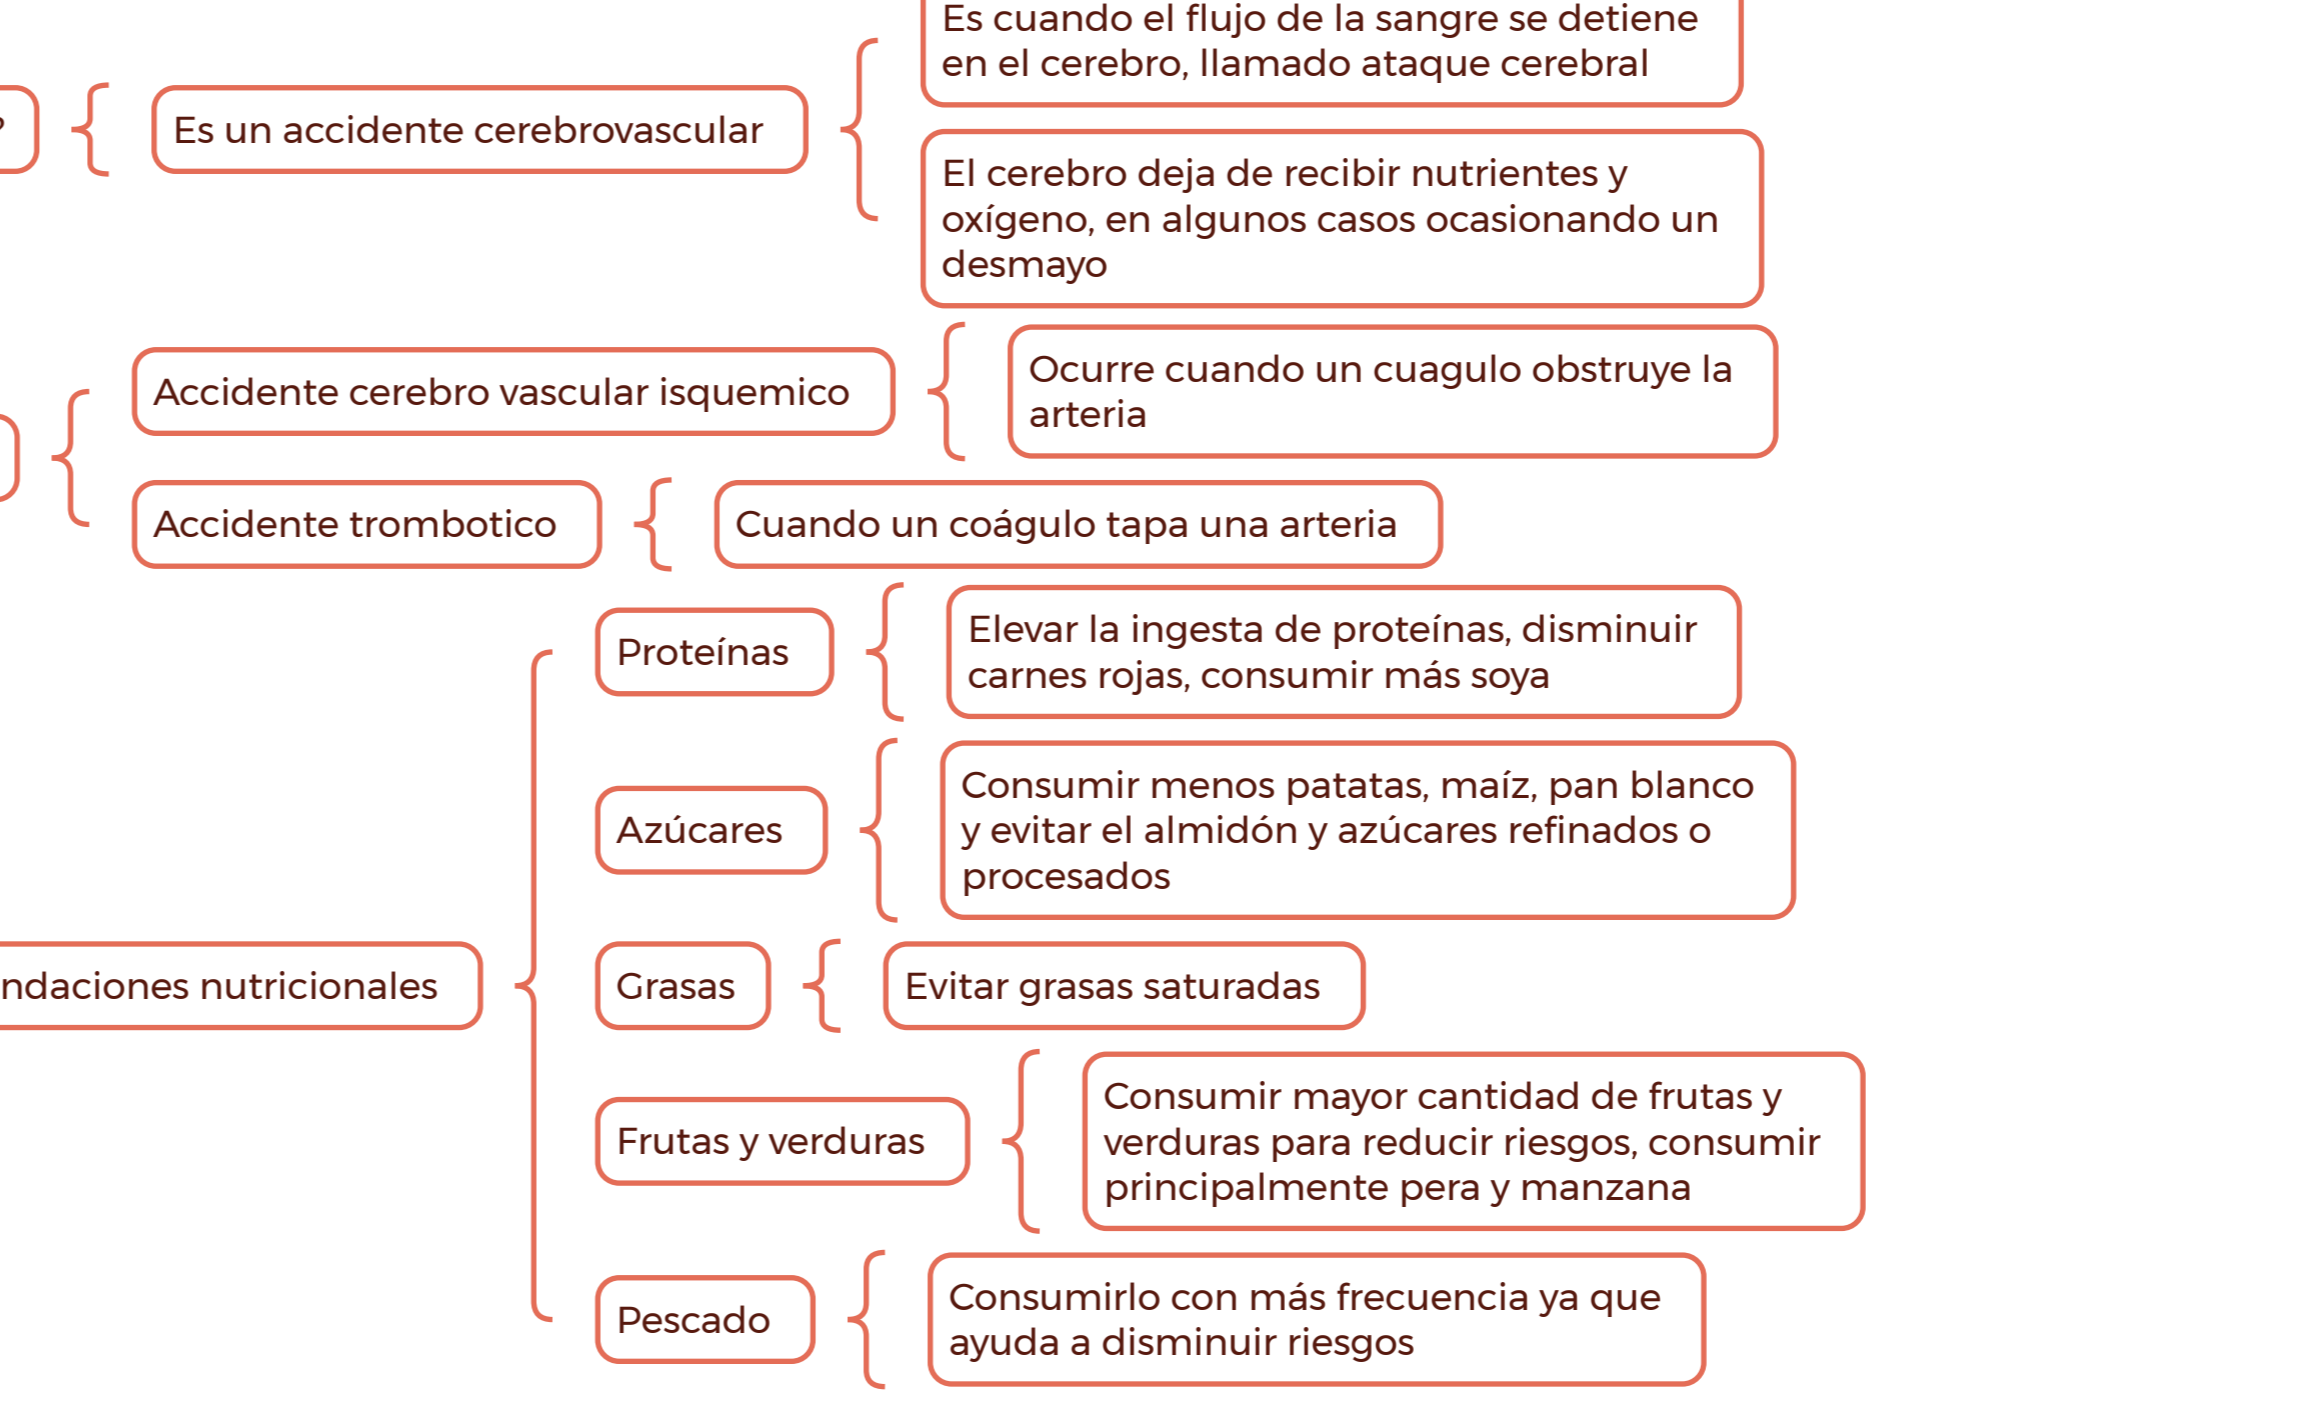 Es cuando el flujo de la sangre se detiene
en el cerebro, llamado ataque cerebral
?
Es un accidente cerebrovascular
El cerebro deja de recibir nutrientes y
oxígeno, en algunos casos ocasionando un
desmayo
Accidente cerebro vascular isquemico
Ocurre cuando un cuagulo obstruye la
arteria
Accidente trombotico
Cuando un coágulo tapa una arteria
Proteínas
Elevar la ingesta de proteínas, disminuir
carnes rojas, consumir más soya
Azúcares
Consumir menos patatas, maíz, pan blanco
y evitar el almidón y azúcares refinados o
procesados
ndaciones nutricionales
Grasas
Evitar grasas saturadas
Frutas y verduras
Consumir mayor cantidad de frutas y
verduras para reducir riesgos, consumir
principalmente pera y manzana
Pescado
Consumirlo con más frecuencia ya que
ayuda a disminuir riesgos